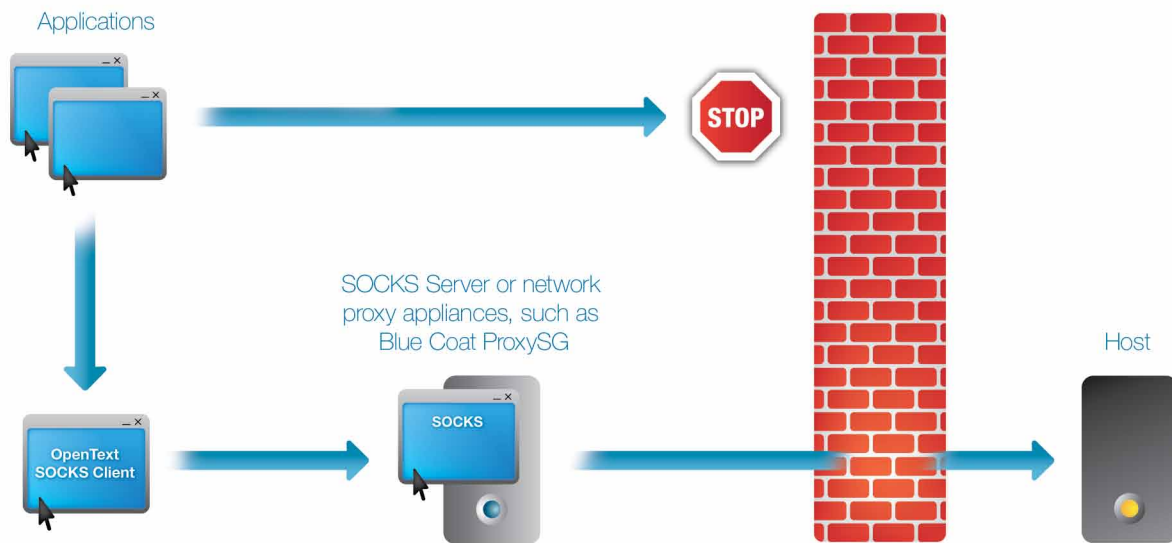 Applications
STOP
SOCKS Server or network
proxy appliances, such as
Blue Coat ProxySG
Host
SOCKS
OpenText
SOCKS Client